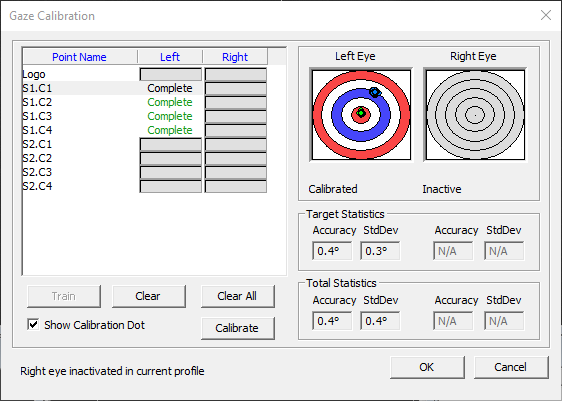 Gaze Calibration
Point Name Left Right
Logo
S1.C1 Complete
S1.C2 Complete
S1.C3 Complete
S1.C4 Complete
S2.C1
S2.C2
S2.C3
S2.C4
Train Clear Clear All
Show Calibration Dot Calibrate
Left Eye Right Eye
Calibrated Inactive
Target Statistics
Accuracy StdDev Accuracy StdDev
0.4° 0.3° N/A N/A
Total Statistics
Accuracy StdDev Accuracy StdDev
0.4° 0.4° N/A N/A
Right eye inactivated in current profile
OK Cancel